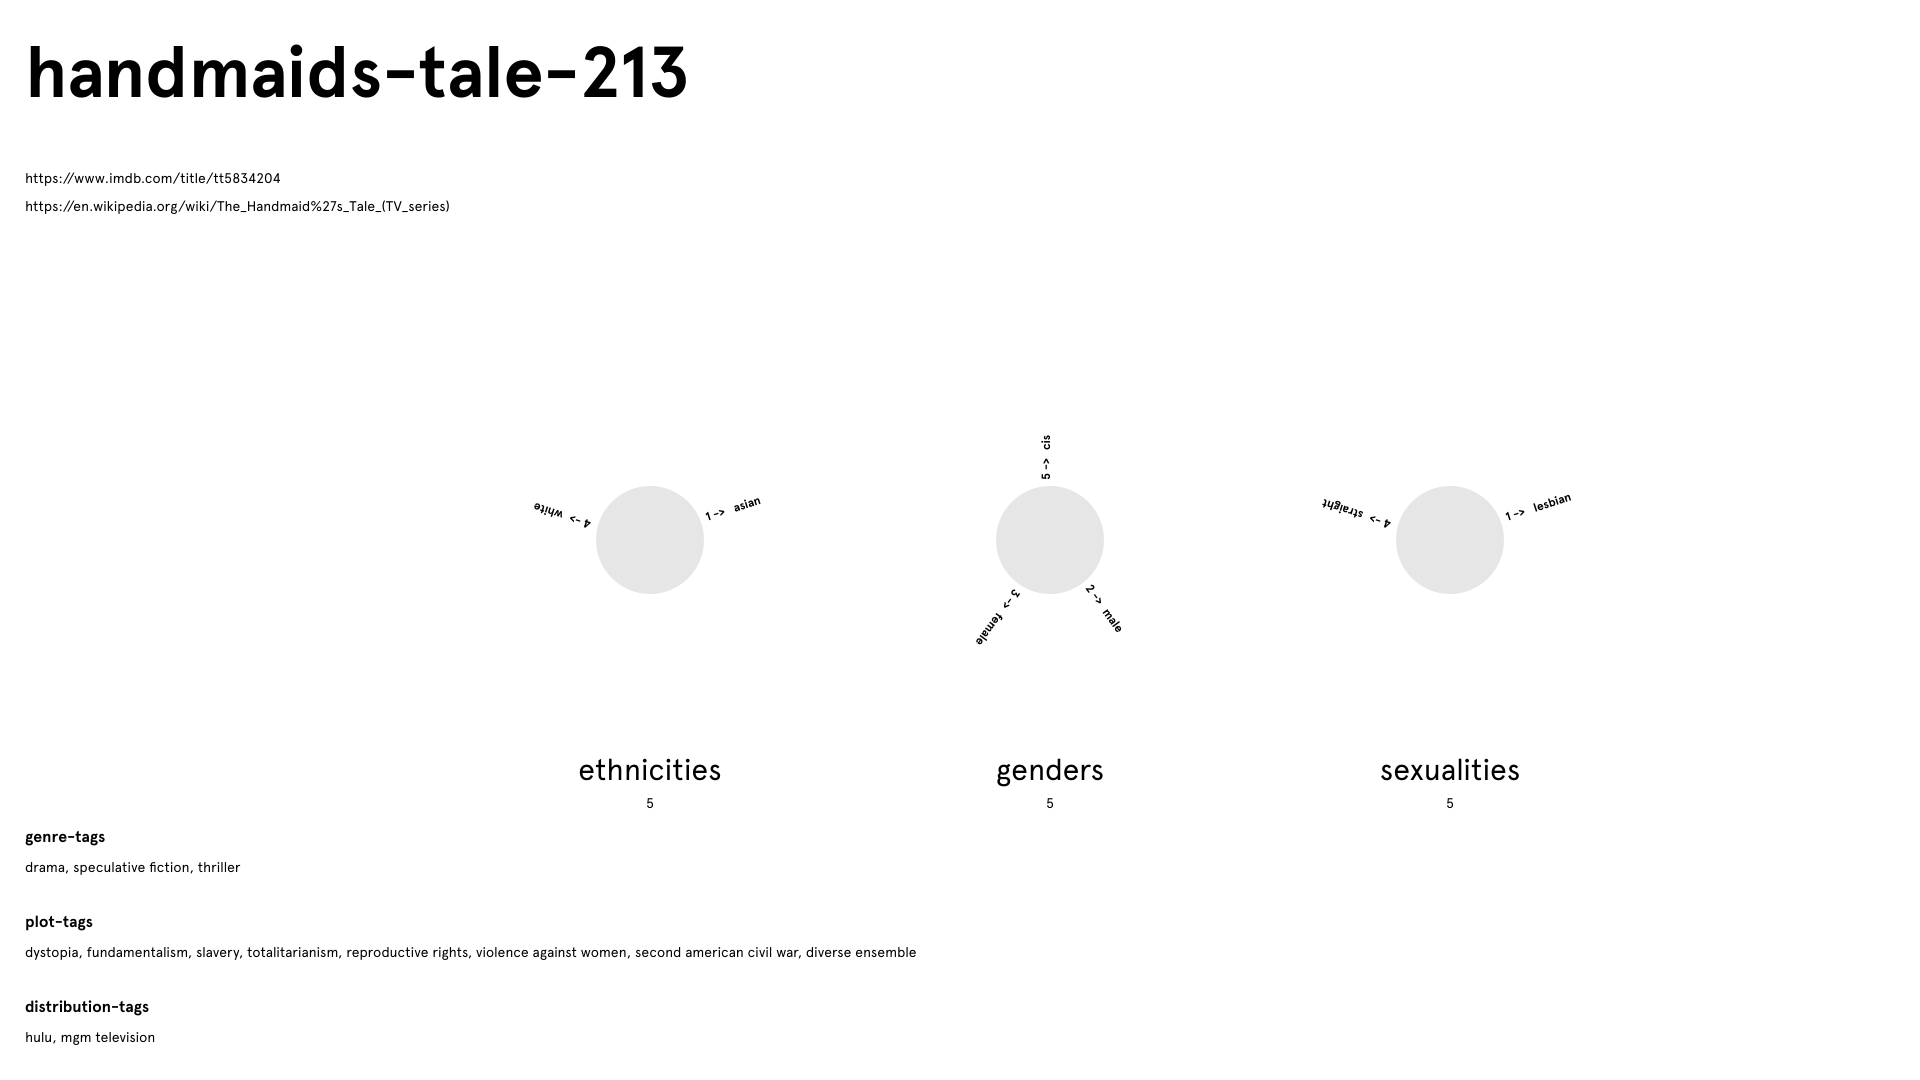 handmaids-tale-213
https://www.imdb.com/title/tt5834204
https://en.wikipedia.org/wiki/The_Handmaid%27s_Tale_(TV_series)
4 -> white
1 -> asian
5 -> cis
3 -> female
2 -> male
4 -> straight
1 -> lesbian
ethnicities
5
genders
5
sexualities
5
genre-tags
drama, speculative fiction, thriller
plot-tags
dystopia, fundamentalism, slavery, totalitarianism, reproductive rights, violence against women, second american civil war, diverse ensemble
distribution-tags
hulu, mgm television